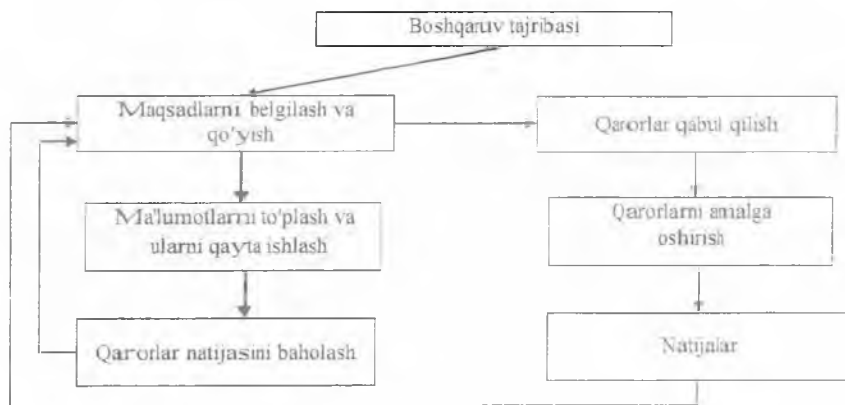 Boshqaruv tajribasi
Maqsadlarni belgilash va
qo'yish
Qarorlar qabul qilish
Ma'lumotlarni to'plash va
ularni qayta ishlash
Qarorlarni amalga
oshirish
Qarorlar natijasini baholash
Natijalar